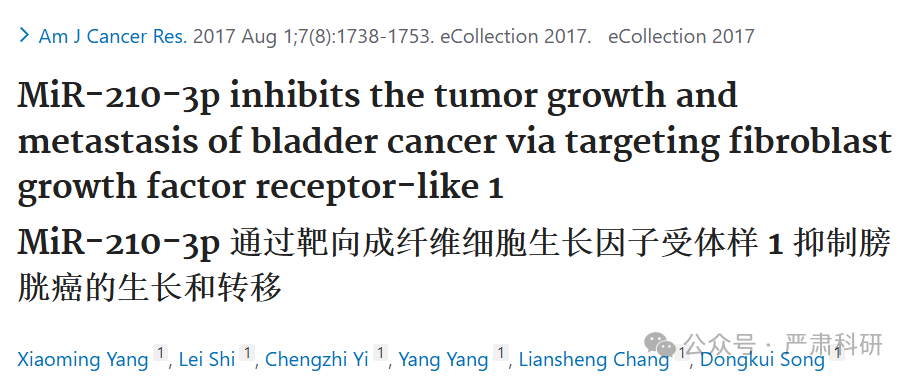 Am J Cancer Res. 2017 Aug 1;7(8):1738-1753. eCollection 2017. eCollection 2017
MiR-210-3p inhibits the tumor growth and
metastasis of bladder cancer via targeting fibroblast
growth factor receptor-like 1
MiR-210-3p 通过靶向成纤维细胞生长因子受体样 1 抑制膀
胱癌的生长和转移
Xiaoming Yang 1, Lei Shi 1, Chengzhi Yi 1, Yang Yang 1, Liansheng Chang 1, Dongkui Song 1
公众号 · 严肃科研